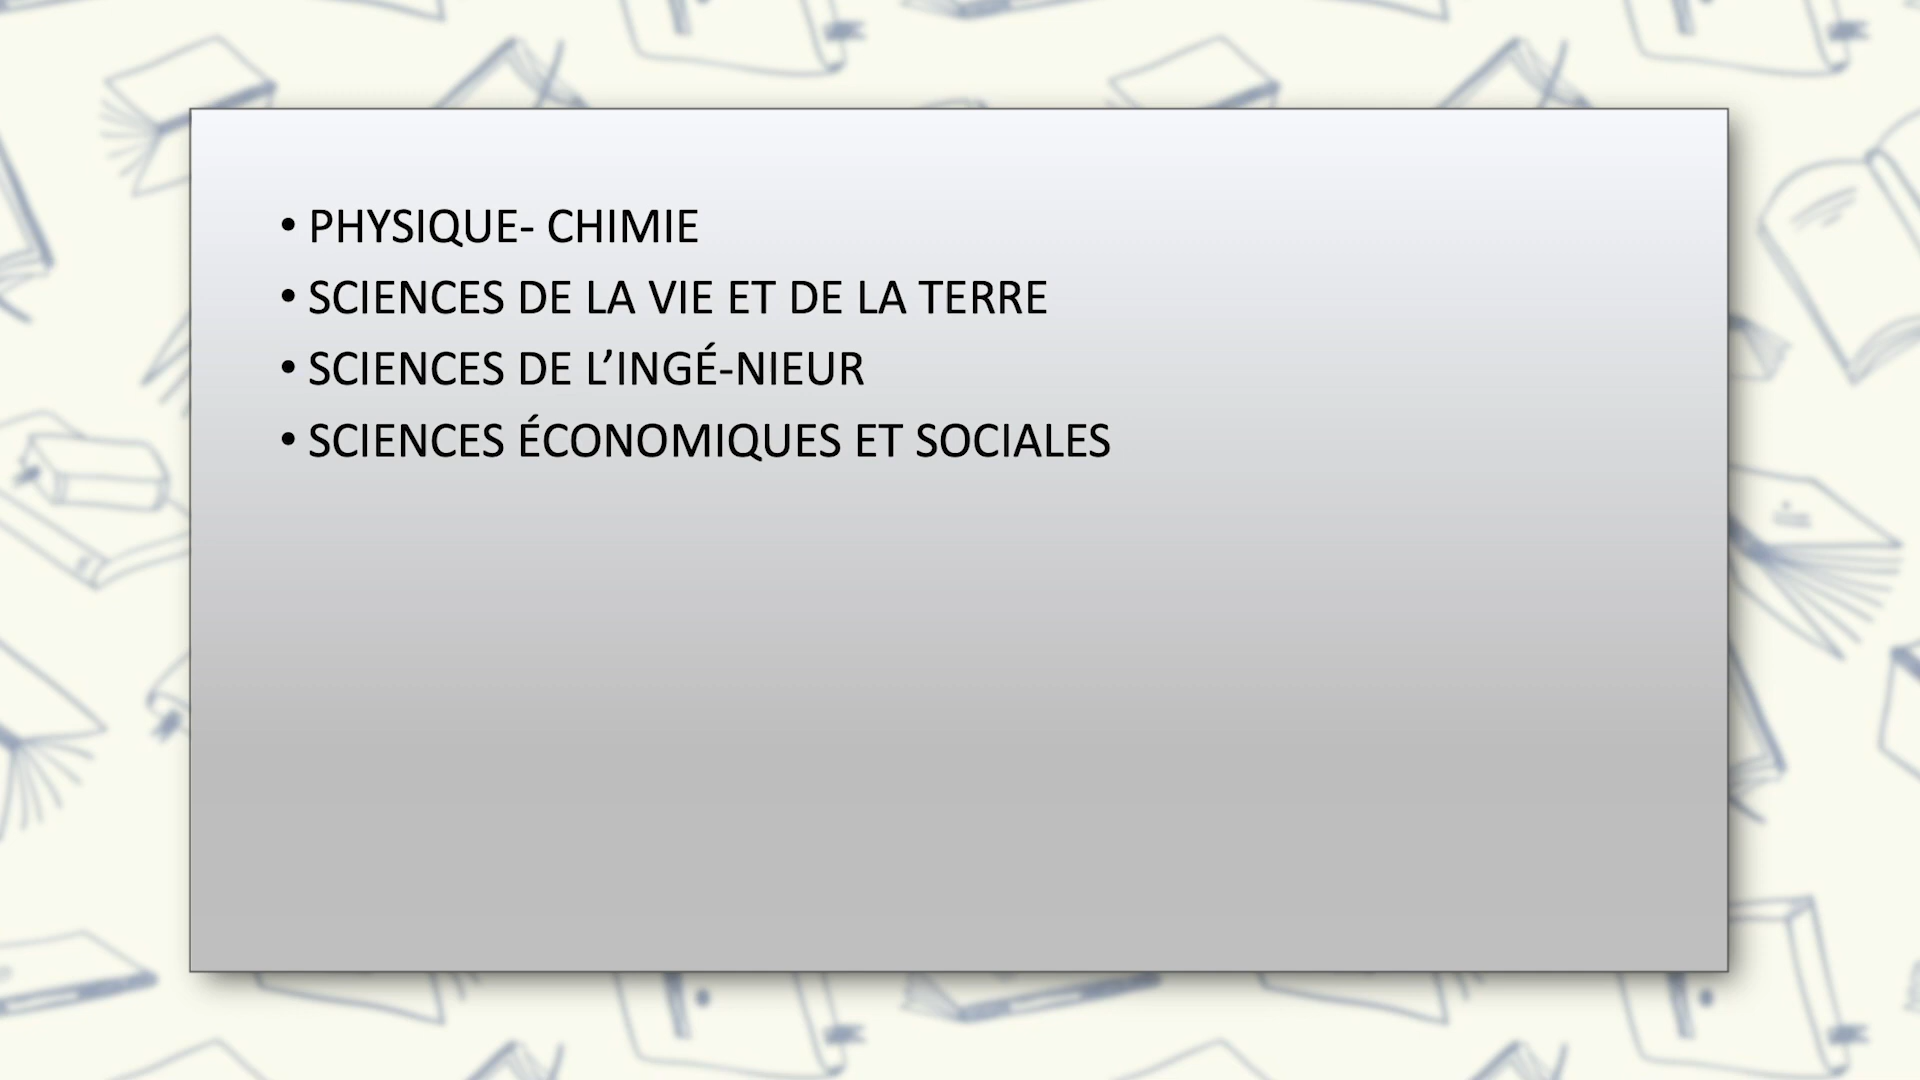 • PHYSIQUE- CHIMIE
• SCIENCES DE LA VIE ET DE LA TERRE
• SCIENCES DE L’INGÉ-NIEUR
• SCIENCES ÉCONOMIQUES ET SOCIALES